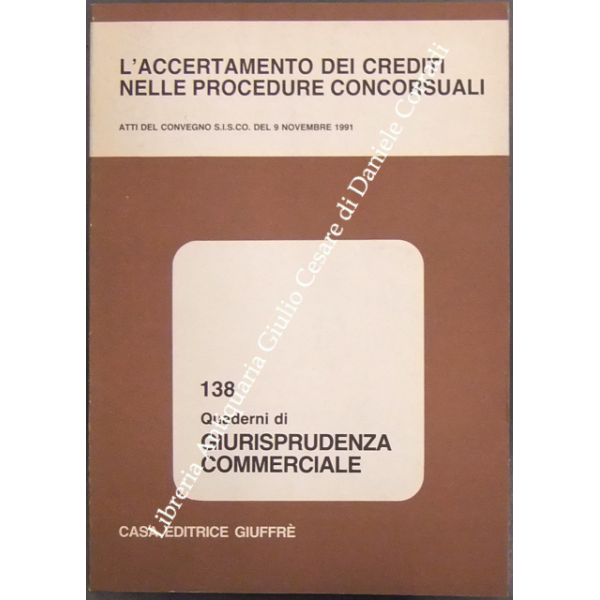 L'ACCERTAMENTO DEI CREDITI
NELLE PROCEDURE CONCORSUALI
ATTI DEL CONVEGNO S.I.S.CO. DEL 9 NOVEMBRE 1991
138
Quaderni di
GIURISPRUDENZA
COMMERCIALE
CASA EDITRICE GIUFFRÈ
Libreria Antiquaria Giulio Cesare di Daniele Corradi